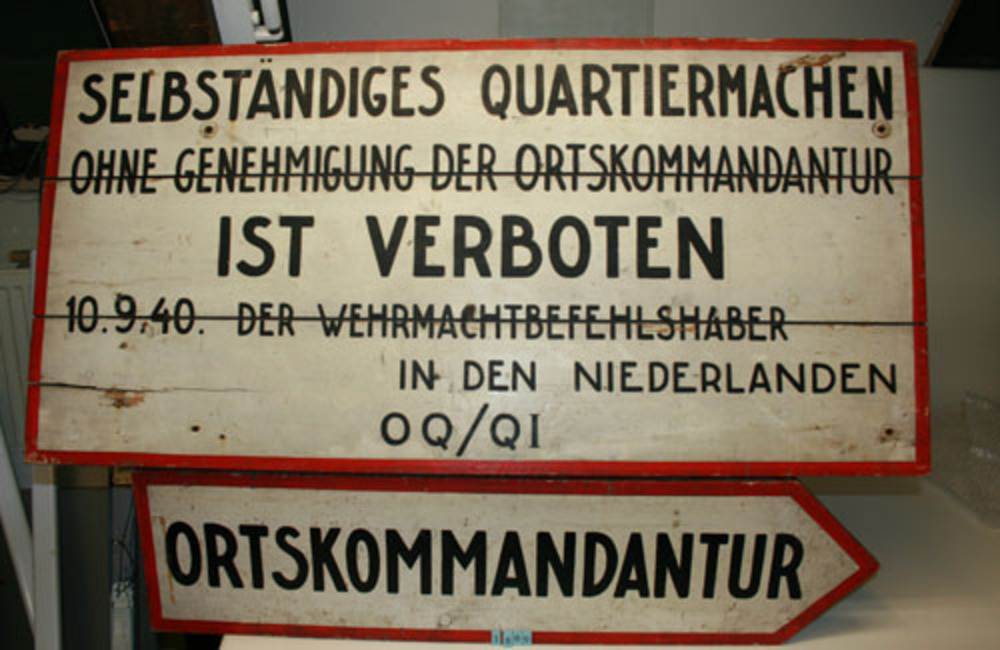 SELBSTÄNDIGES QUARTIERMACHEN
OHNE GENEHMIGUNG DER ORTSKOMMANDANTUR
IST VERBOTEN
10.9.40. DER WEHRMACHTBEFEHLSHABER
IN DEN NIEDERLANDEN
OQ/QI
ORTSKOMMANDANTUR